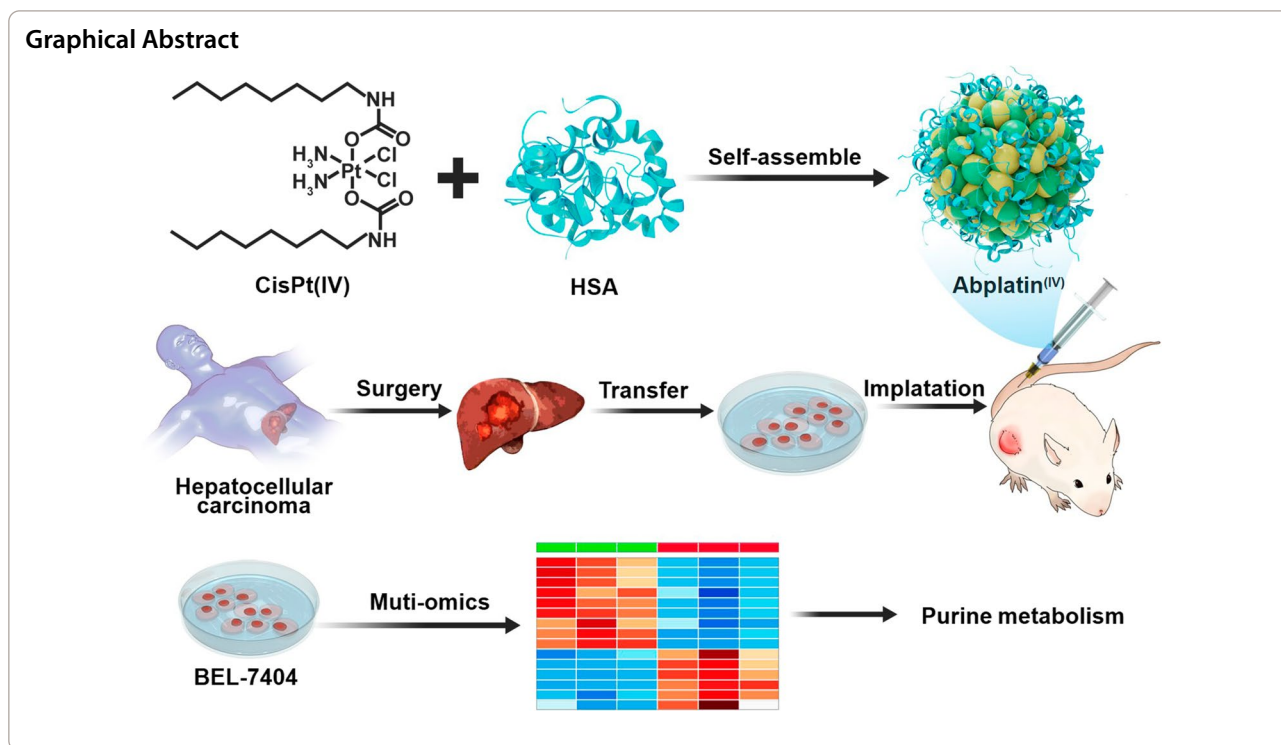 Graphical Abstract
NH
O
O
H₃N
Cl
Pt
H₃N
Cl
O
O
NH
CisPt(IV)
+
HSA
Self-assemble
Abplatin(IV)
Hepatocellular
carcinoma
Surgery
Transfer
Implatation
BEL-7404
Muti-omics
Purine metabolism